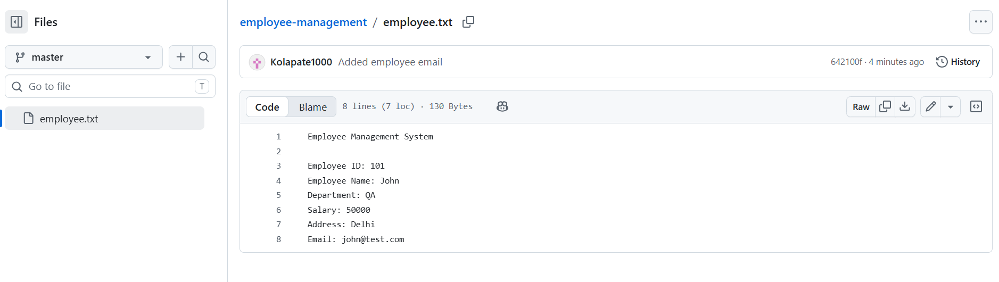 Files
master
Go to file
T
employee.txt
employee-management / employee.txt
Kolapate1000 Added employee email
642100f · 4 minutes ago
History
Code
Blame
8 lines (7 loc) · 130 Bytes
Raw
1 Employee Management System
2
3 Employee ID: 101
4 Employee Name: John
5 Department: QA
6 Salary: 50000
7 Address: Delhi
8 Email: john@test.com